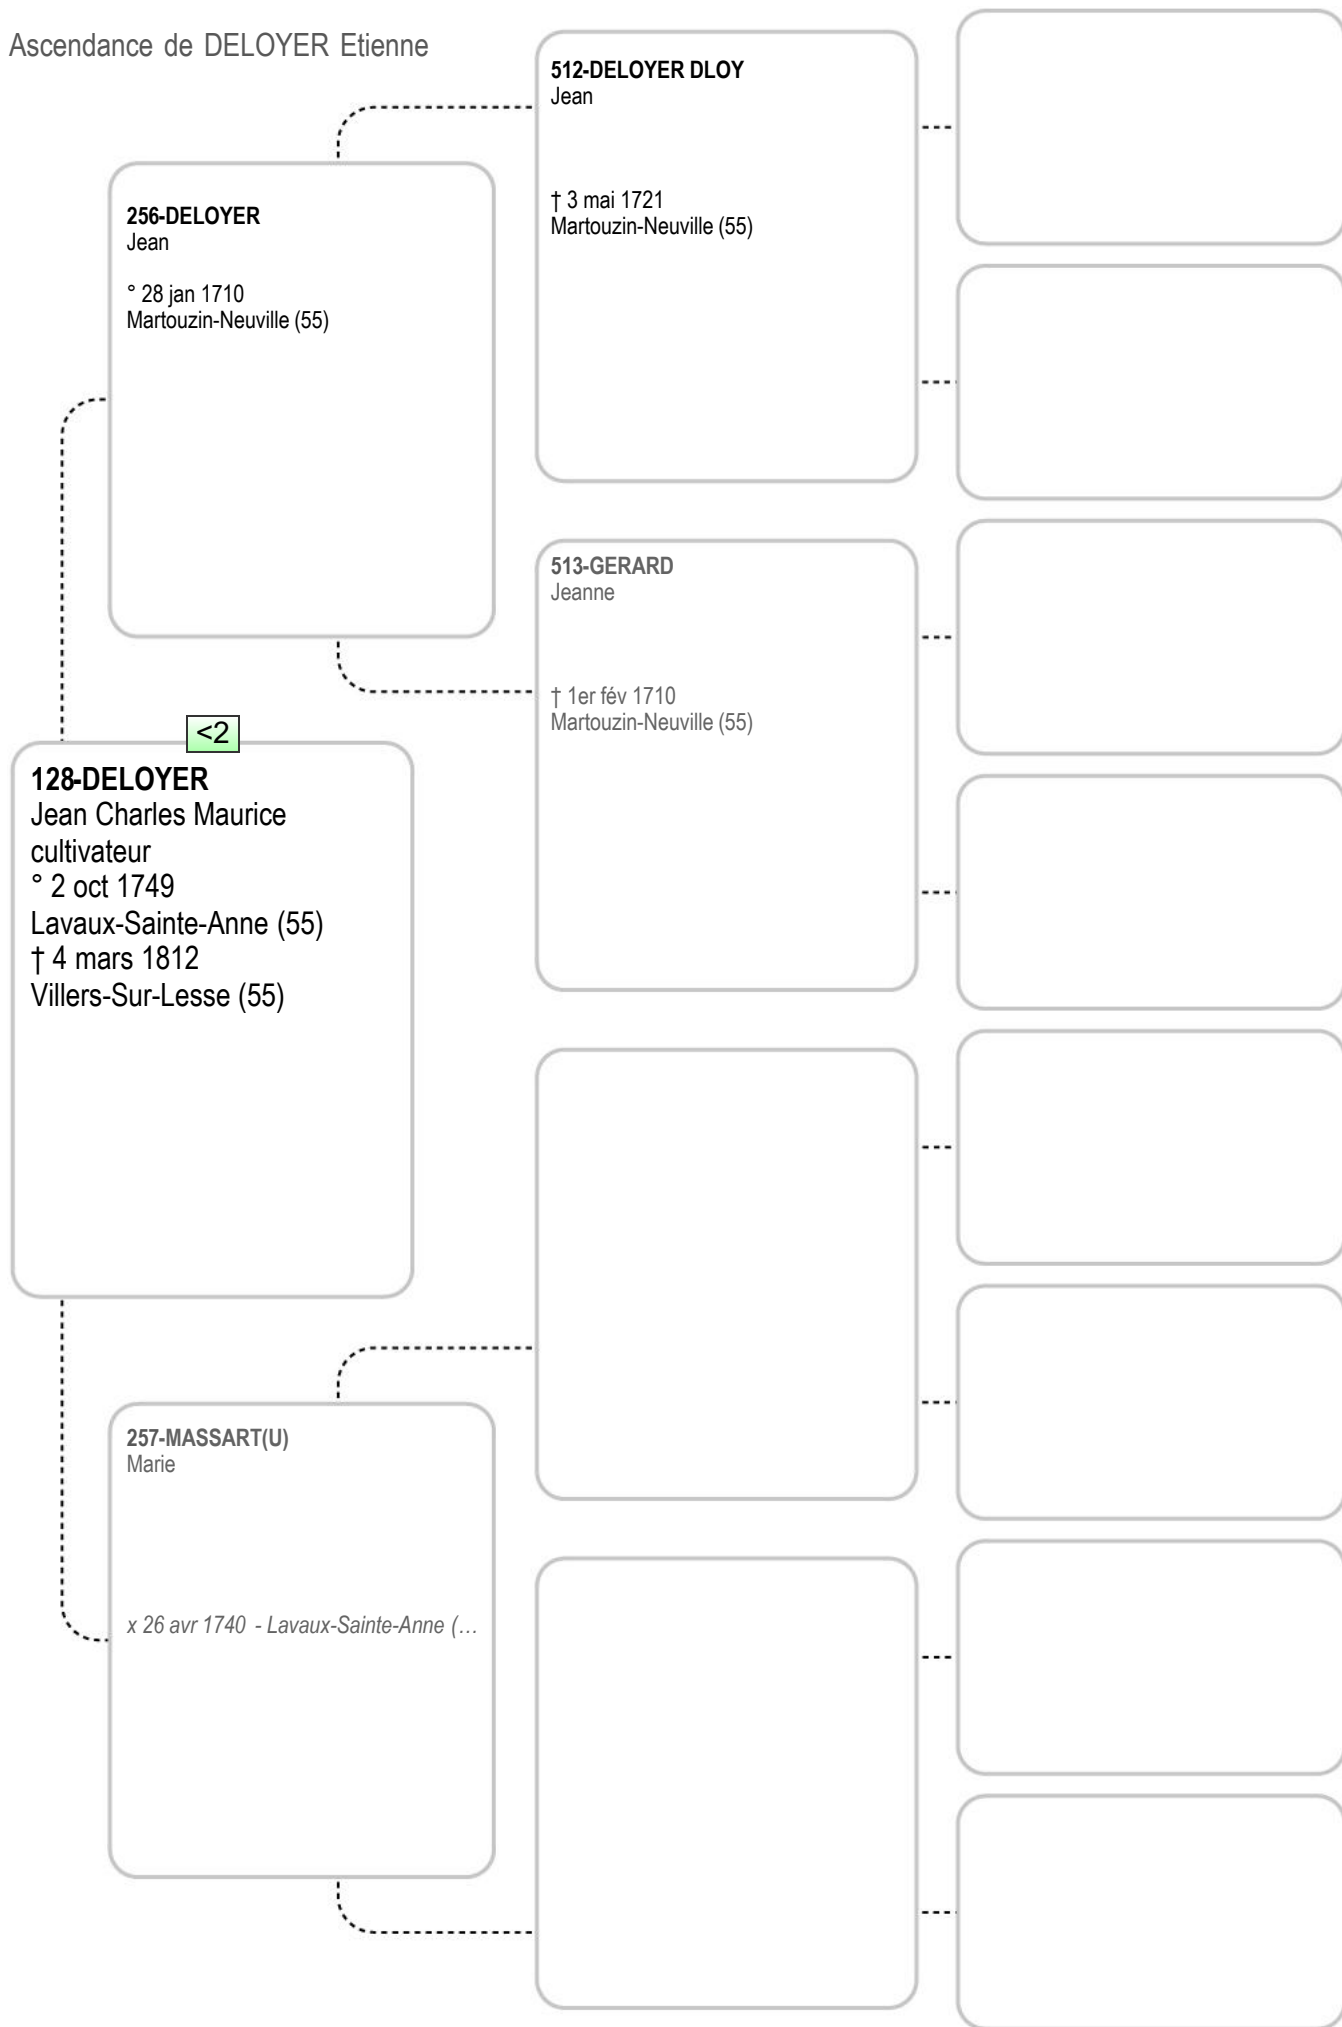 Ascendance de DELOYER Etienne
512-DELOYER DLOY
Jean
† 3 mai 1721
Martouzin-Neuville (55)
256-DELOYER
Jean
° 28 jan 1710
Martouzin-Neuville (55)
513-GERARD
Jeanne
† 1er fév 1710
Martouzin-Neuville (55)
<2
128-DELOYER
Jean Charles Maurice
cultivateur
° 2 oct 1749
Lavaux-Sainte-Anne (55)
† 4 mars 1812
Villers-Sur-Lesse (55)
257-MASSART(U)
Marie
x 26 avr 1740 - Lavaux-Sainte-Anne (…